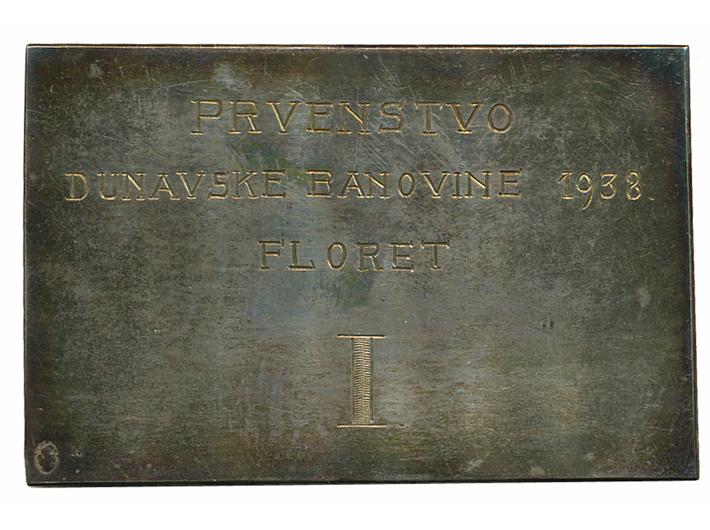 PRVENSTVO
DUNAVSKE BANOVINE 1938.
FLORET
I